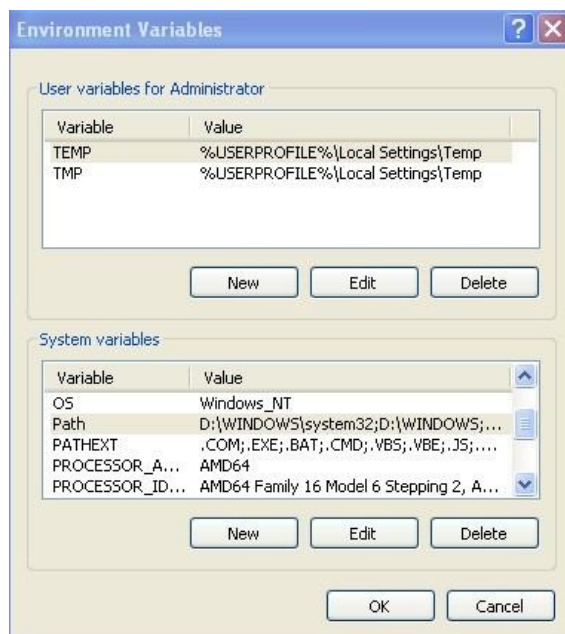 Environment Variables
User variables for Administrator
Variable Value
TEMP %USERPROFILE%\Local Settings\Temp
TMP %USERPROFILE%\Local Settings\Temp
New Edit Delete
System variables
Variable Value
OS Windows_NT
Path D:\WINDOWS\system32;D:\WINDOWS;...
PATHEXT .COM;.EXE;.BAT;.CMD;.VBS;.VBE;.JS;....
PROCESSOR_A... AMD64
PROCESSOR_ID... AMD64 Family 16 Model 6 Stepping 2, A...
New Edit Delete
OK Cancel